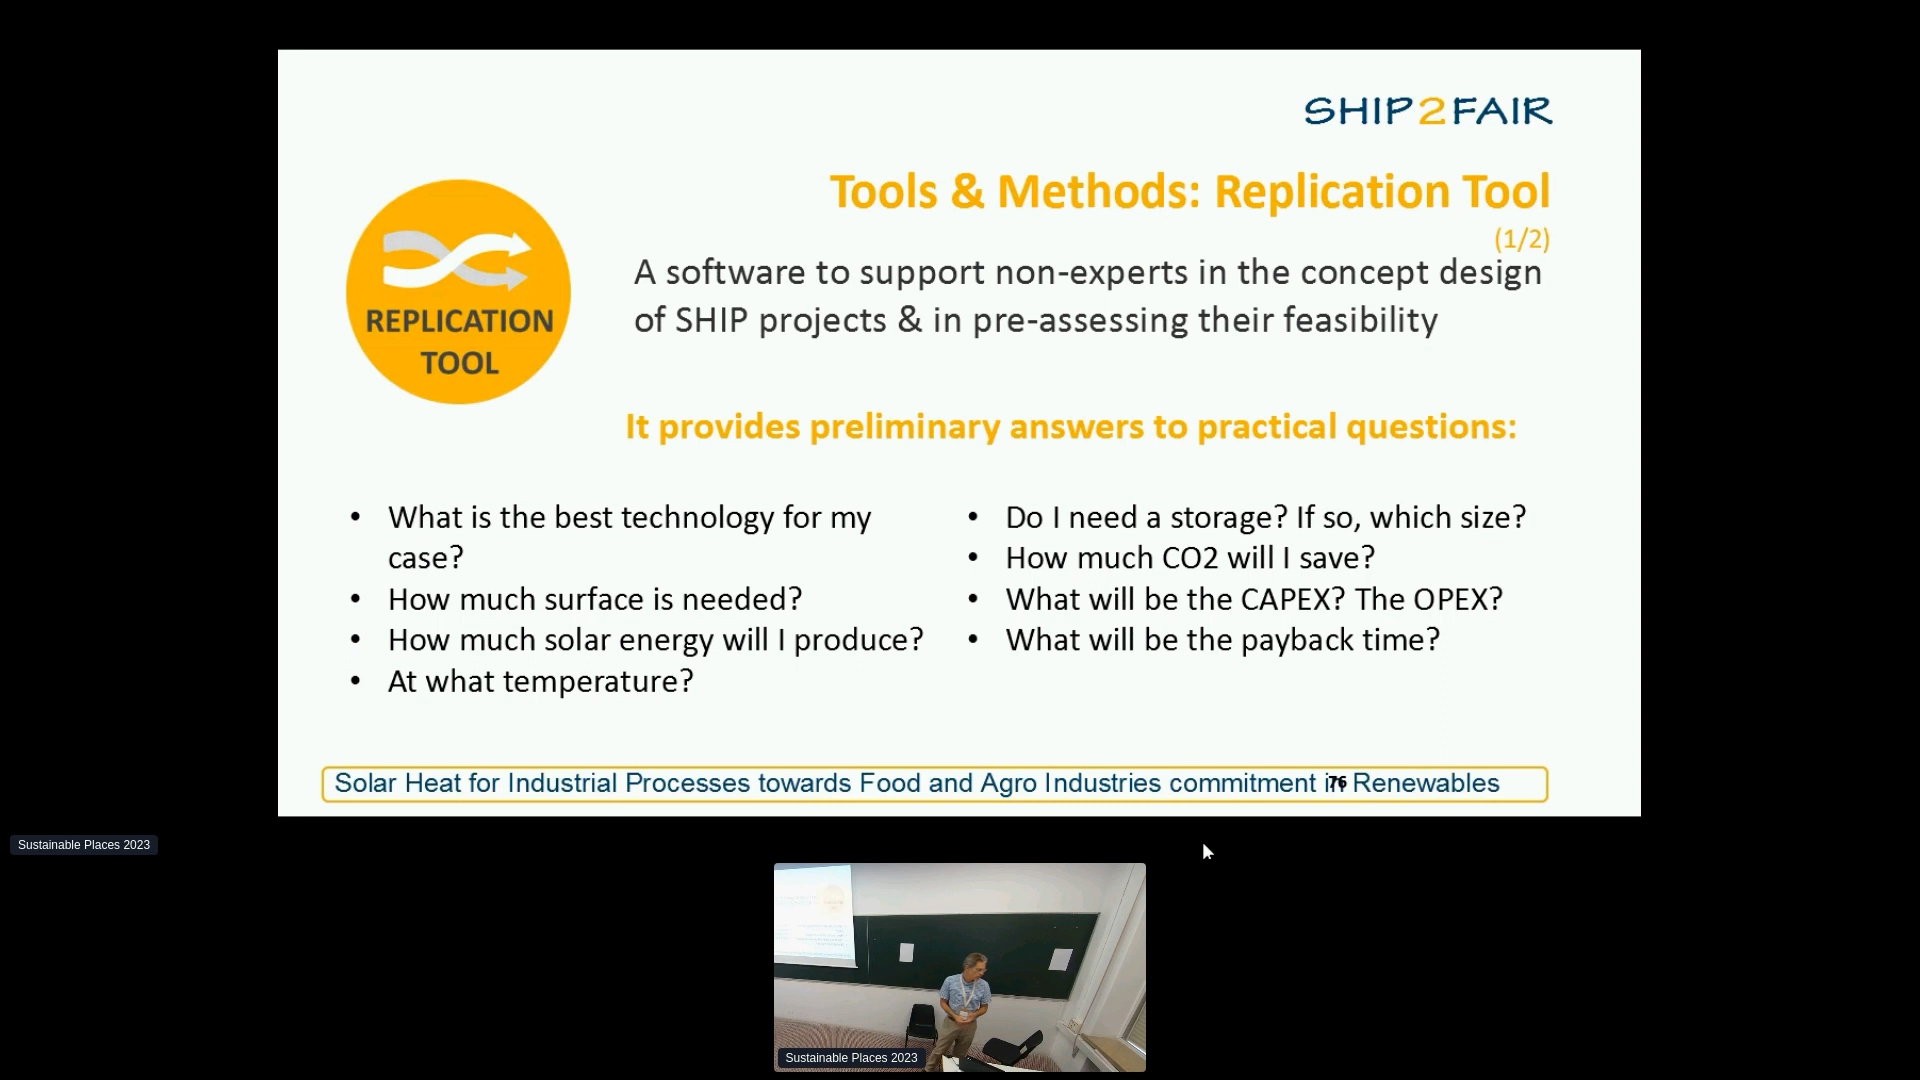 SHIP2FAIR
Tools & Methods: Replication Tool
(1/2)
REPLICATION
TOOL
A software to support non-experts in the concept design
of SHIP projects & in pre-assessing their feasibility
It provides preliminary answers to practical questions:
• What is the best technology for my
case?
• How much surface is needed?
• How much solar energy will I produce?
• At what temperature?
• Do I need a storage? If so, which size?
• How much CO2 will I save?
• What will be the CAPEX? The OPEX?
• What will be the payback time?
Solar Heat for Industrial Processes towards Food and Agro Industries commitment in Renewables
76
Sustainable Places 2023
Sustainable Places 2023